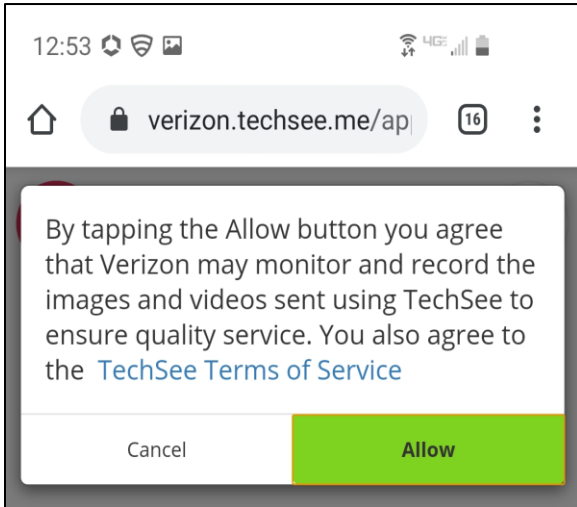 12:53
4GE
verizon.techsee.me/ap
16
By tapping the Allow button you agree
that Verizon may monitor and record the
images and videos sent using TechSee to
ensure quality service. You also agree to
the TechSee Terms of Service
Cancel
Allow